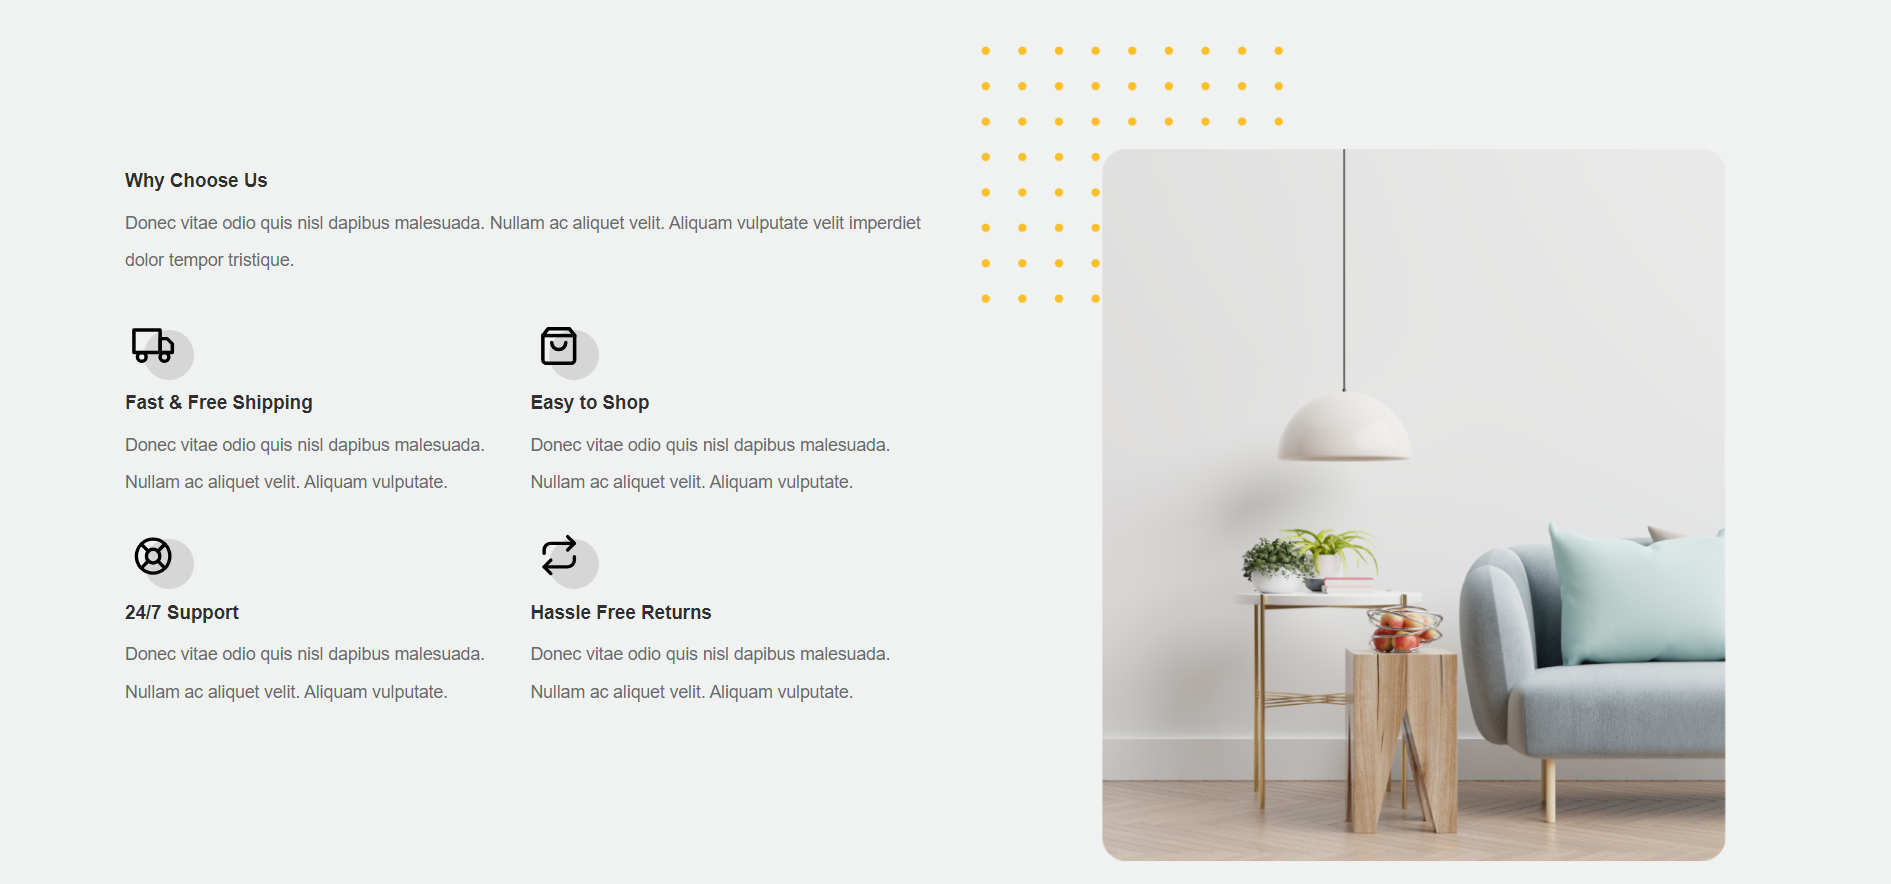 Why Choose Us
Donec vitae odio quis nisl dapibus malesuada. Nullam ac aliquet velit. Aliquam vulputate velit imperdiet
dolor tempor tristique.
Fast & Free Shipping
Donec vitae odio quis nisl dapibus malesuada.
Nullam ac aliquet velit. Aliquam vulputate.
Easy to Shop
Donec vitae odio quis nisl dapibus malesuada.
Nullam ac aliquet velit. Aliquam vulputate.
24/7 Support
Donec vitae odio quis nisl dapibus malesuada.
Nullam ac aliquet velit. Aliquam vulputate.
Hassle Free Returns
Donec vitae odio quis nisl dapibus malesuada.
Nullam ac aliquet velit. Aliquam vulputate.